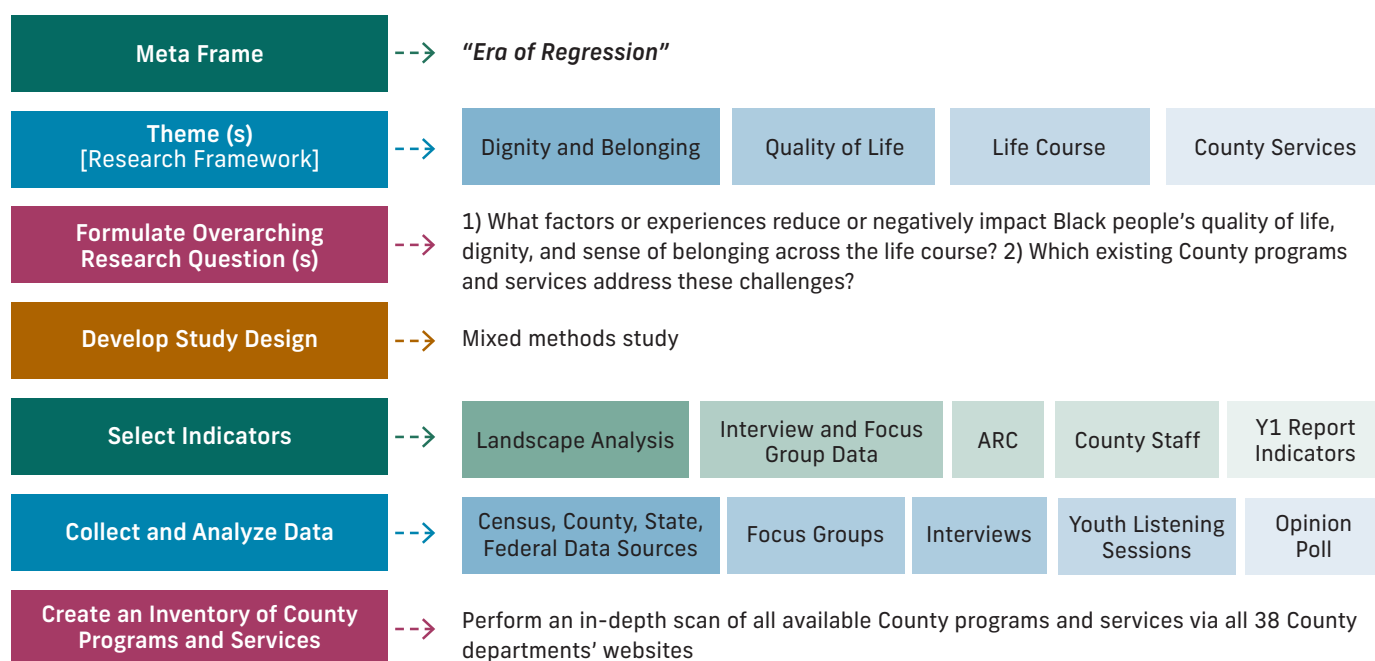 Meta Frame
“Era of Regression”
Theme (s)
[Research Framework]
Dignity and Belonging
Quality of Life
Life Course
County Services
Formulate Overarching
Research Question (s)
1) What factors or experiences reduce or negatively impact Black people’s quality of life,
dignity, and sense of belonging across the life course? 2) Which existing County programs
and services address these challenges?
Develop Study Design
Mixed methods study
Select Indicators
Landscape Analysis
Interview and Focus
Group Data
ARC
County Staff
Y1 Report
Indicators
Collect and Analyze Data
Census, County, State,
Federal Data Sources
Focus Groups
Interviews
Youth Listening
Sessions
Opinion
Poll
Create an Inventory of County
Programs and Services
Perform an in-depth scan of all available County programs and services via all 38 County
departments’ websites